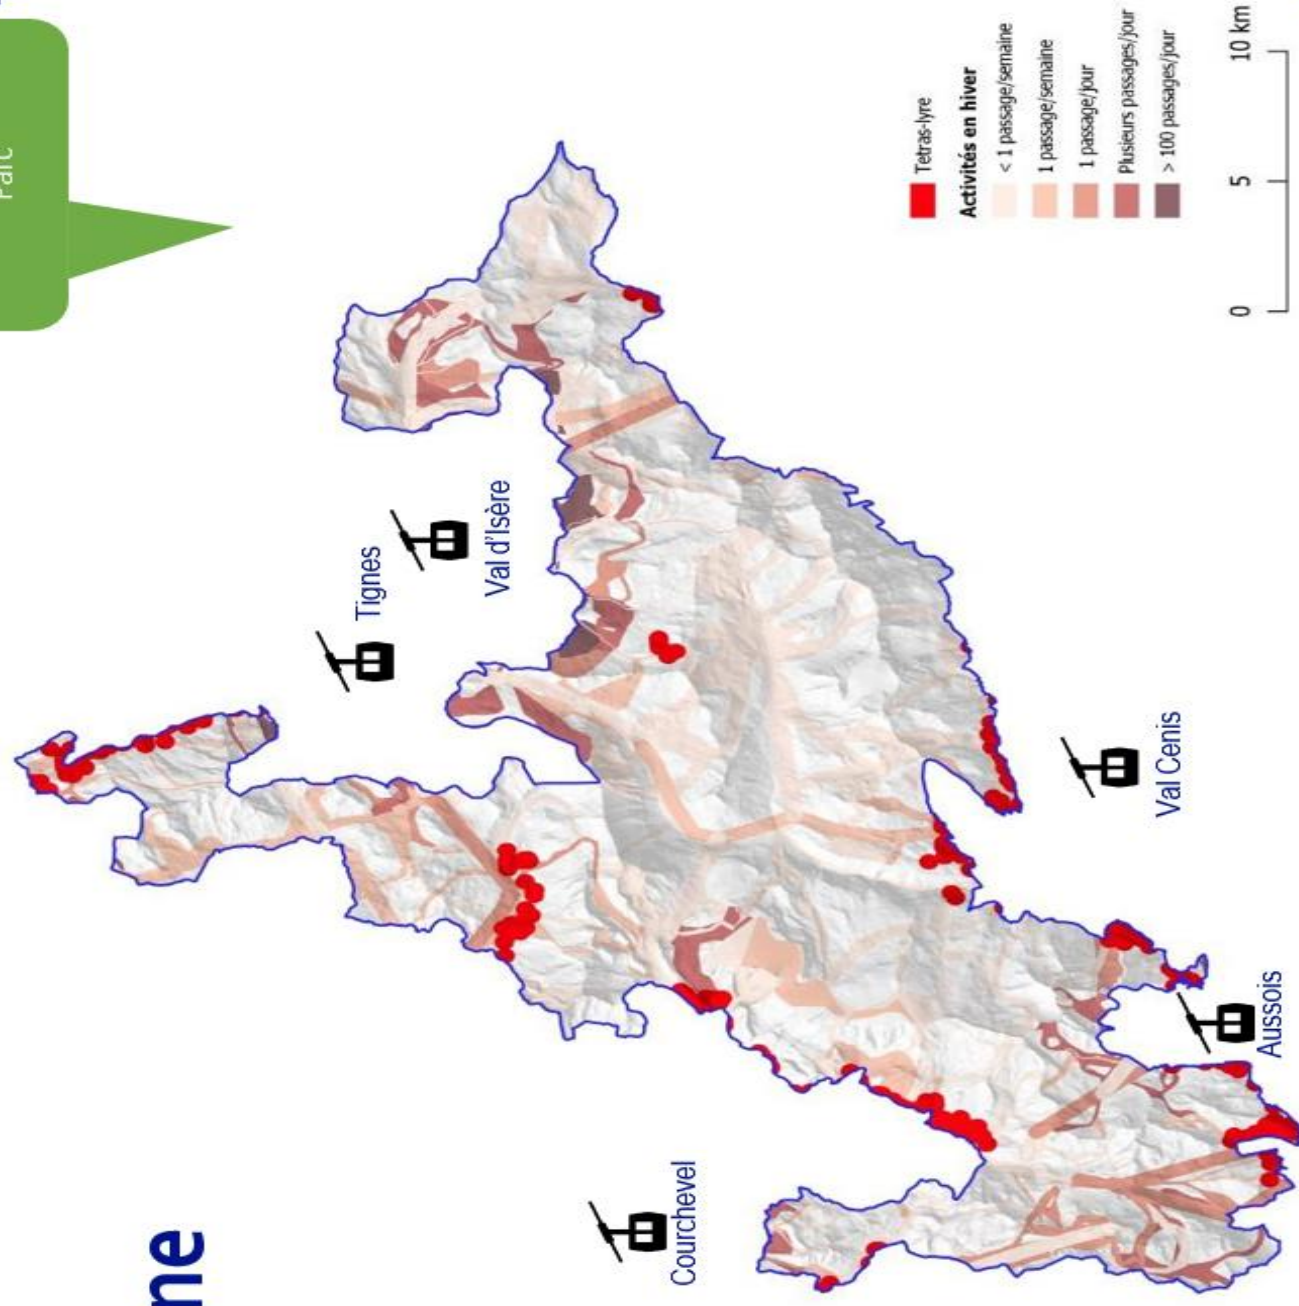 Parc
ne
Tignes
Val d'Isère
Courchevel
Val Cenis
Aussois
Tetras-lyre
Activités en hiver
< 1 passage/semaine
1 passage/semaine
1 passage/jour
Plusieurs passages/jour
> 100 passages/jour
0 5 10 km